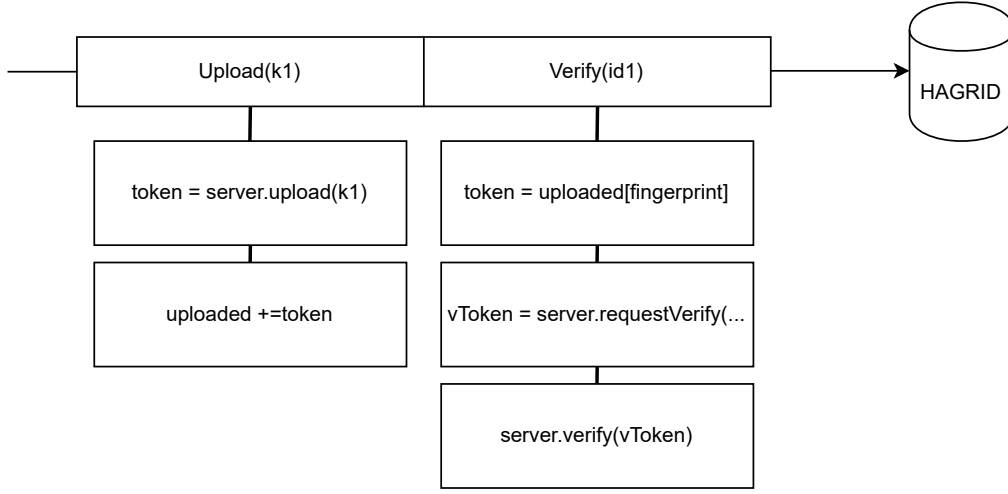 Upload(k1)
Verify(id1)
HAGRID
token = server.upload(k1)
token = uploaded[fingerprint]
uploaded +=token
vToken = server.requestVerify(...
server.verify(vToken)